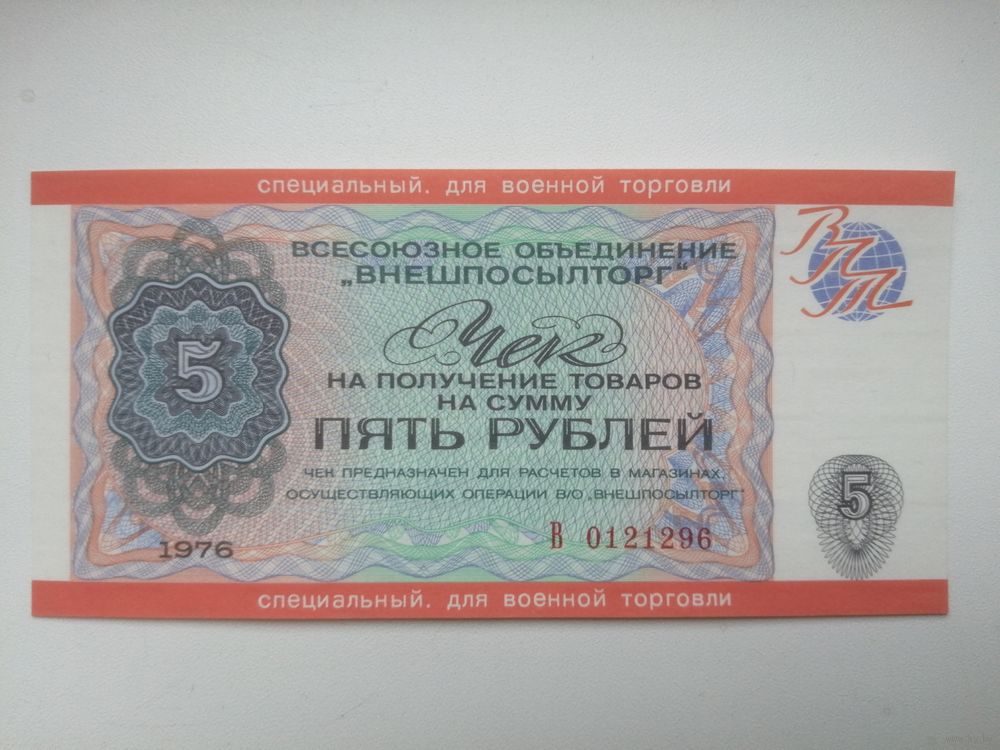 специальный. для военной торговли
ВСЕСОЮЗНОЕ ОБЪЕДИНЕНИЕ
„ВНЕШПОСЫЛТОРГ“
ВПТ
Чек
5
НА ПОЛУЧЕНИЕ ТОВАРОВ
НА СУММУ
ПЯТЬ РУБЛЕЙ
ЧЕК ПРЕДНАЗНАЧЕН ДЛЯ РАСЧЕТОВ В МАГАЗИНАХ,
ОСУЩЕСТВЛЯЮЩИХ ОПЕРАЦИИ В/О „ВНЕШПОСЫЛТОРГ“
5
1976
В 0121296
специальный. для военной торговли